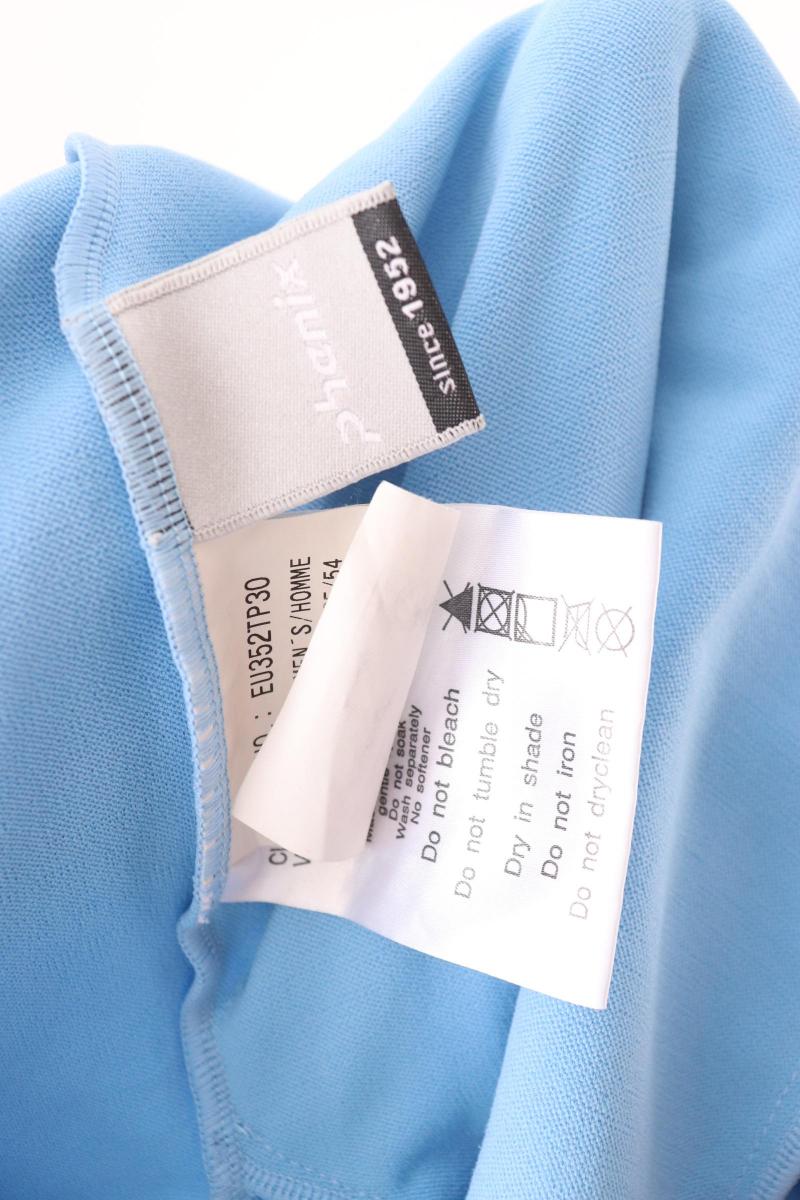 phenix
since 1952
EU352TP30
MEN'S/HOMME
/54
gentle
Do not soak
Wash separately
No softener
Do not bleach
Do not tumble dry
Dry in shade
Do not iron
Do not dryclean